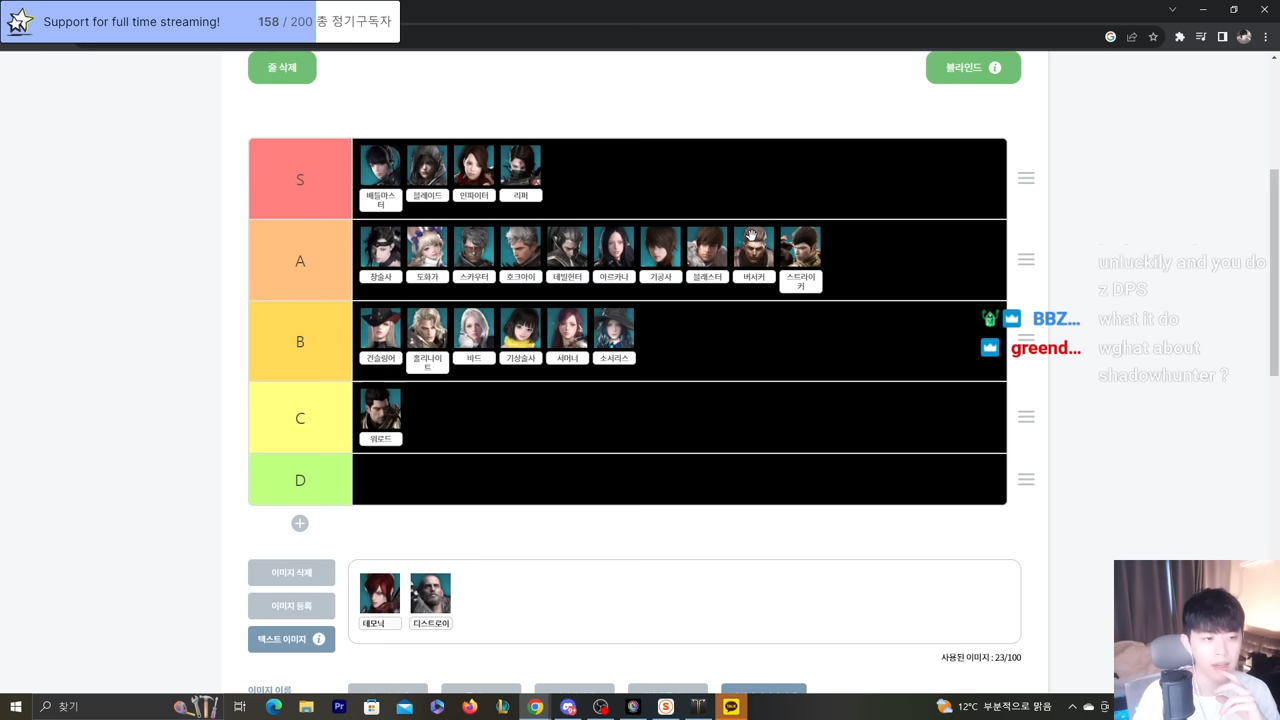 Support for full time streaming!
158 / 200 총 정기구독자
줄 삭제
블라인드 i
S
배틀마스
터
블레이드
인파이터
리퍼
A
창술사
도화가
스카우터
호크아이
데빌헌터
아르카나
기공사
블래스터
버서커
스트라이
커
B
건슬링어
홀리나이
트
바드
기상술사
서머너
소서리스
C
워로드
D
unluckily and you do
z DPS
BBZ... what it do
greend... wghat about
shadowhunter ?
이미지 삭제
이미지 등록
텍스트 이미지 i
데모닉
디스트로이
사용된 이미지 : 23/100
이미지 이름
찾기
12°C 부분적으로 맑음